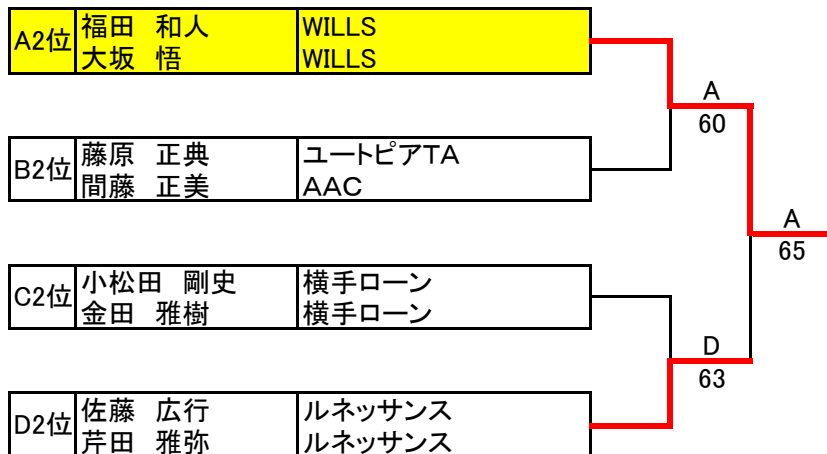 A2位 福田 和人 WILLS
大坂 悟 WILLS
A
60
B2位 藤原 正典 ユートピアTA
間藤 正美 AAC
A
65
C2位 小松田 剛史 横手ローン
金田 雅樹 横手ローン
D
63
D2位 佐藤 広行 ルネッサンス
芹田 雅弥 ルネッサンス